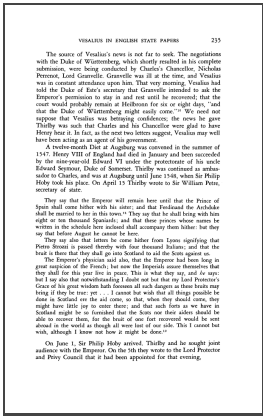 VESALIUS IN ENGLISH STATE PAPERS 235
The source of Vesalius's news is not far to seek. The negotiations
with the Duke of Württemberg, which shortly resulted in his complete
submission, were being conducted by Charles's Chancellor, Nicholas
Perrenot, Lord Granvelle. Granvelle was ill at the time, and Vesalius
was in constant attendance upon him. That very morning, Vesalius had
told the Duke of Este's secretary that Granvelle intended to ask the
Emperor's permission to stay in and rest until he recovered; that the
court would probably remain at Heilbronn for six or eight days, "and
that the Duke of Württemberg might easily come." We need not
suppose that Vesalius was betraying confidences; the news he gave
Thirlby was such that Charles and his Chancellor were glad to have
Henry hear it. In fact, as the next two letters suggest, Vesalius may well
have been acting as an agent of his government.
A twelve-month Diet at Augsburg was convened in the summer of
1547. Henry VIII of England had died in January and been succeeded
by the nine-year-old Edward VI under the protectorate of his uncle
Edward Seymour, Duke of Somerset. Thirlby was continued as ambas-
sador to Charles, and was at Augsburg until June 1548, when Sir Philip
Hoby took his place. On April 13 Thirlby wrote to Sir William Petre,
secretary of state.
They say that the Emperor will remain here until that the Prince of
Spain shall come hither with his sister; and that Ferdinand the Archduke
shall be married to her in this town. They say that he shall bring with him
eight or ten thousand Spaniards; and that these princes whose names be
written in the schedule here inclosed shall accompany them hither: but they
say that before August he cannot be here.
They say also that letters be come hither from Lyons signifying that
Pietro Strozzi is passed thereby with four thousand Italians; and that the
bruit is there that they shall go into Scotland to aid the Scots against us.
The Emperor's physician said also, that the Emperor had been long in
great suspicion of the French; but now the Imperials assure themselves that
they shall for this year live in peace. This is what they say, and die says:
but I say also that notwithstanding I doubt not but that my Lord Protector's
Grace of his great wisdom hath foreseen all such dangers as these bruits may
bring if they be true: yet . . . I cannot but wish that all things possible be
done in Scotland ere the aid come, so that, when they should come, they
might have little joy to enter there; and that such forts as we have in
Scotland might be so furnished that the Scots nor their aiders should be
able to recover them, for the bruit of one fort recovered would be sent
abroad in the world as though all were lost of our side. This I cannot but
wish, although I know not how it might be done.
On June 1, Sir Philip Hoby arrived. Thirlby and he sought joint
audience with the Emperor. On the 5th they wrote to the Lord Protector
and Privy Council that it had been appointed for that evening,